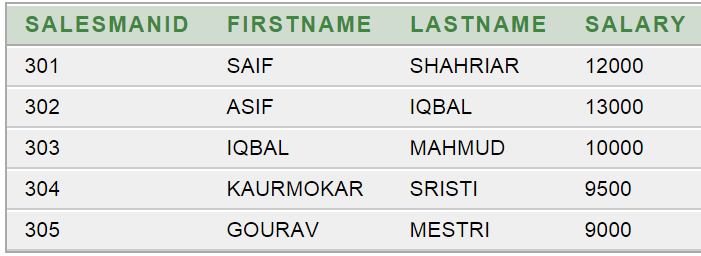 SALESMANID FIRSTNAME LASTNAME SALARY
301 SAIF SHAHRIAR 12000
302 ASIF IQBAL 13000
303 IQBAL MAHMUD 10000
304 KAURMOKAR SRISTI 9500
305 GOURAV MESTRI 9000